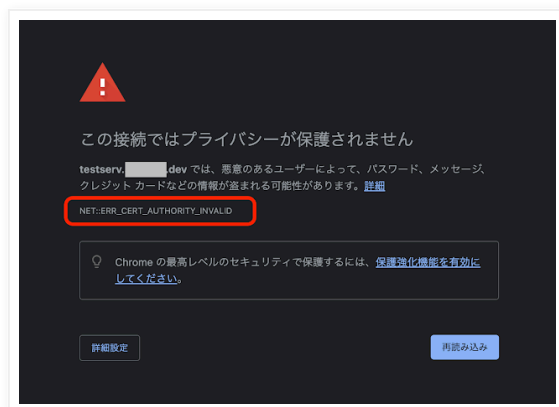 この接続ではプライバシーが保護されません
testserv. .dev では、悪意のあるユーザーによって、パスワード、メッセージ、
クレジット カードなどの情報が盗まれる可能性があります。詳細
NET::ERR_CERT_AUTHORITY_INVALID
Chrome の最高レベルのセキュリティで保護するには、保護強化機能を有効に
してください。
詳細設定
再読み込み